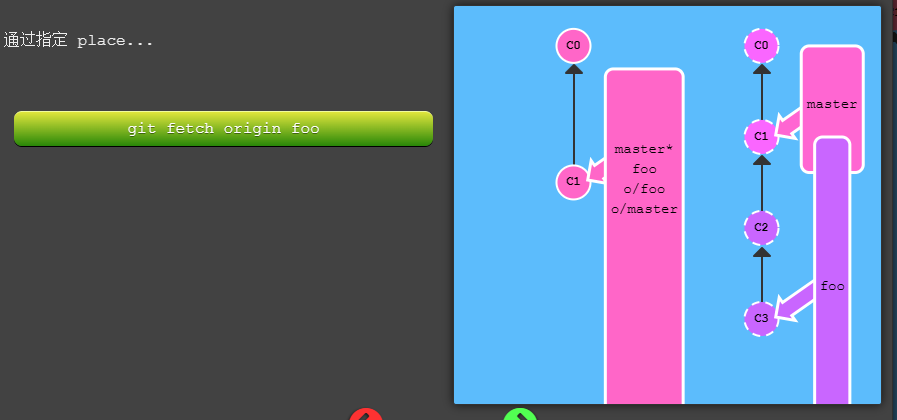 通过指定 place...
git fetch origin foo
C0
C1
master*
foo
o/foo
o/master
C0
C1
C2
C3
master
foo